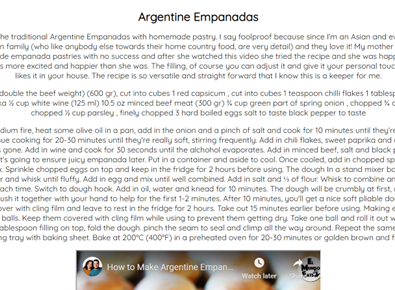 Argentine Empanadas
he traditional Argentine Empanadas with homemade pastry. I say foolproof because since I'm an Asian and ev
n family (who like anybody else towards their home country food, are very detail) and they love it! My mother
de empanada pastries with no success and after she watched this video she tried the recipe and she was happ
s more excited and happier than she was. The filling, of course you can adjust it and give it your personal touc
likes it in your house. The recipe is so versatile and straight forward that I know this is a keeper for me.
double the beef weight) (600 gr), cut into cubes 1 red capsicum , cut into cubes 1 teaspoon chilli flakes 1 tablesp
ka ½ cup white wine (125 ml) 10.5 oz minced beef meat (300 gr) ¾ cup green part of spring onion , chopped ¾ c
chopped ½ cup parsley , finely chopped 3 hard boiled eggs salt to taste black pepper to taste
dium fire, heat some olive oil in a pan, add in the onion and a pinch of salt and cook for 10 minutes until they're
ue cooking for 20-30 minutes until they're really soft, stirring frequently. Add in chili flakes, sweet paprika and c
s gone. Add in wine and cook for 30 seconds until the alchohol evaporates. Add in minced beef, salt and black p
t's going to ensure juicy empanada later. Put in a container and aside to cool. Once cooled, add in chopped sp
k. Sprinkle chopped eggs on top and keep in the fridge for 2 hours before using. The dough In a stand mixer bo
r and whisk until fluffy. Add in egg and mix until well combined. Add in salt and ⅓ of flour. Whisk to combine an
ach time. Switch to dough hook. Add in oil, water and knead for 10 minutes. The dough will be crumbly at first,
ush it together with your hand to help for the first 1-2 minutes. After 10 minutes, you'll get a nice soft pliable do
over with cling film and leave to rest in the fridge for 2 hours. Take out 15 minutes earlier before using. Making e
balls. Keep them covered with cling film while using to prevent them getting dry. Take one ball and roll it out w
tablespoon filling on top, fold the dough. pinch the seam to seal and climp all the way around. Repeat the same
ng tray with baking sheet. Bake at 200°C (400°F) in a preheated oven for 20-30 minutes or golden brown and f
How to Make Argentine Empan...
Watch later